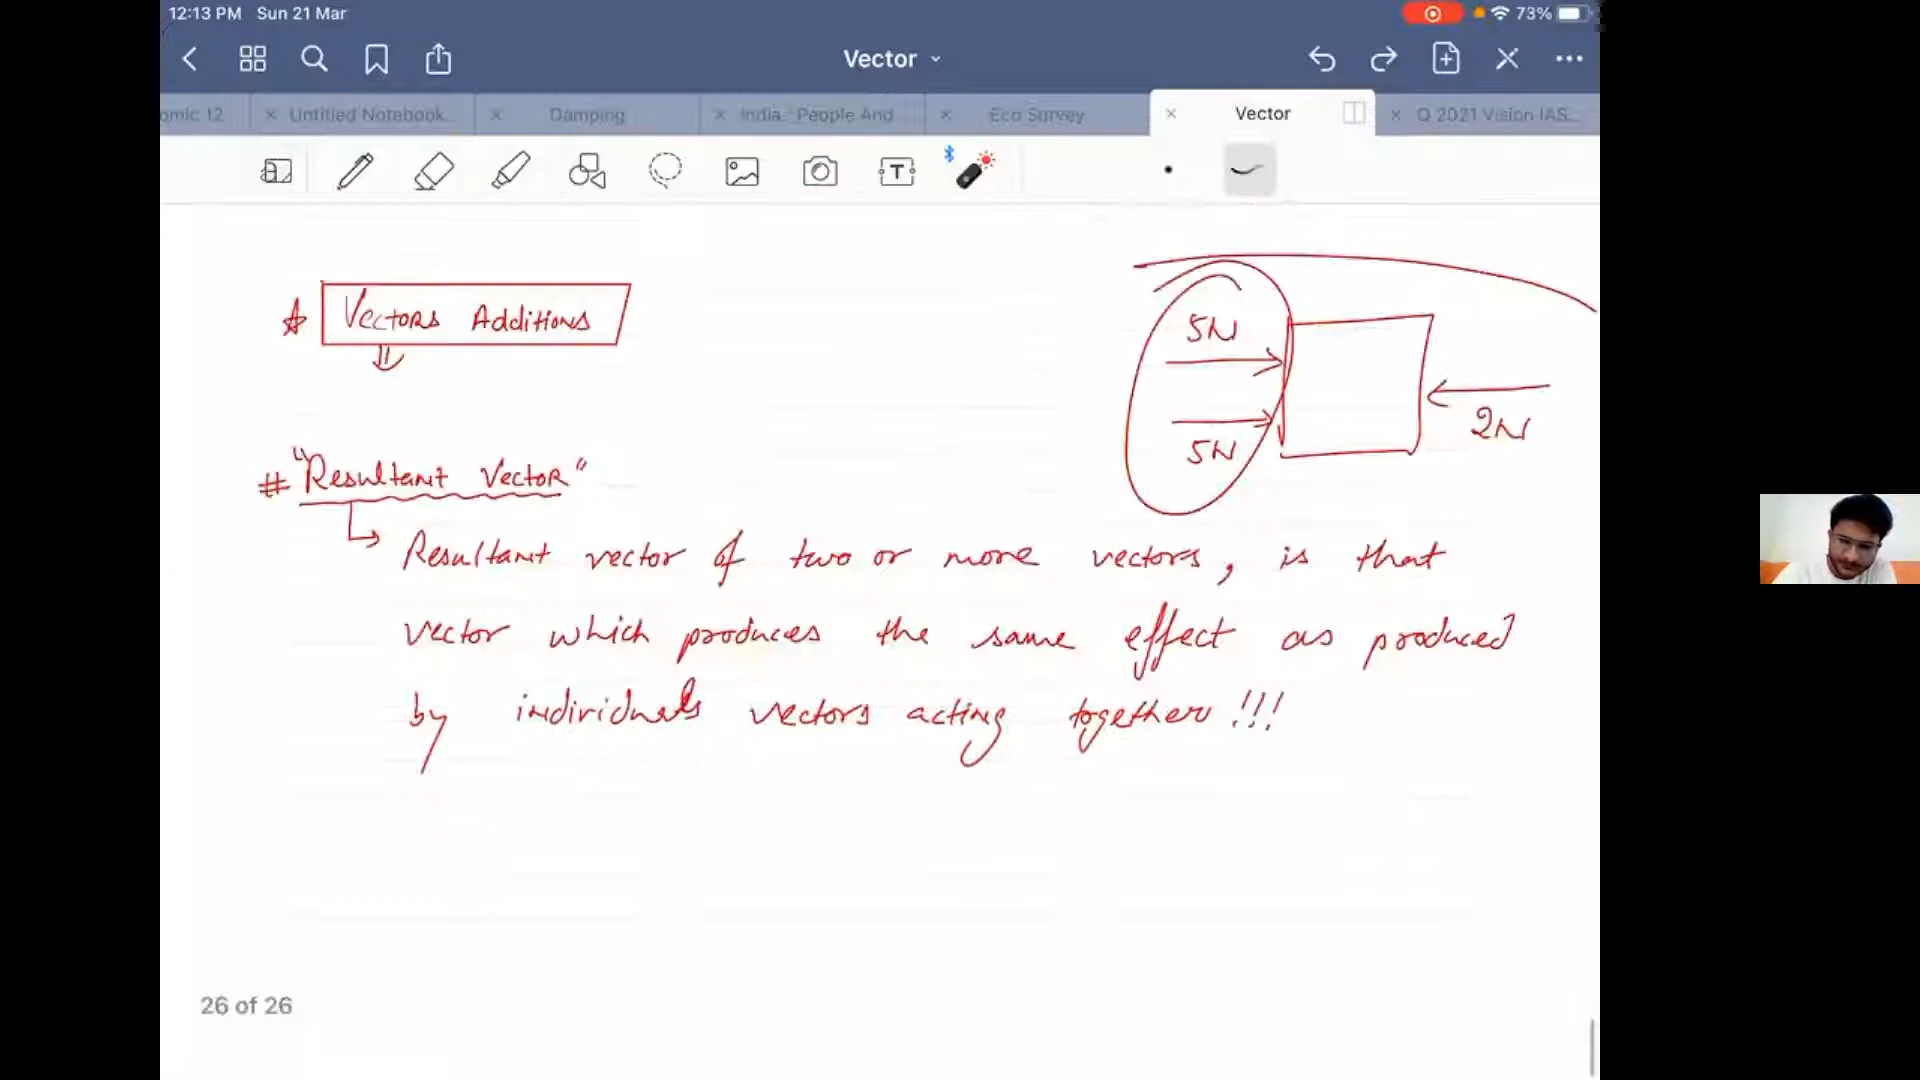 12:13 PM Sun 21 Mar
73%
Vector
omic 12
Untitled Notebook
Damping
India : People And
Eco Survey
Vector
Q 2021 Vision IAS...
Vectors Additions
5N
5N
2N
# "Resultant Vector"
Resultant vector of two or more vectors, is that
vector which produces the same effect as produced
by individuals vectors acting together !!!
26 of 26